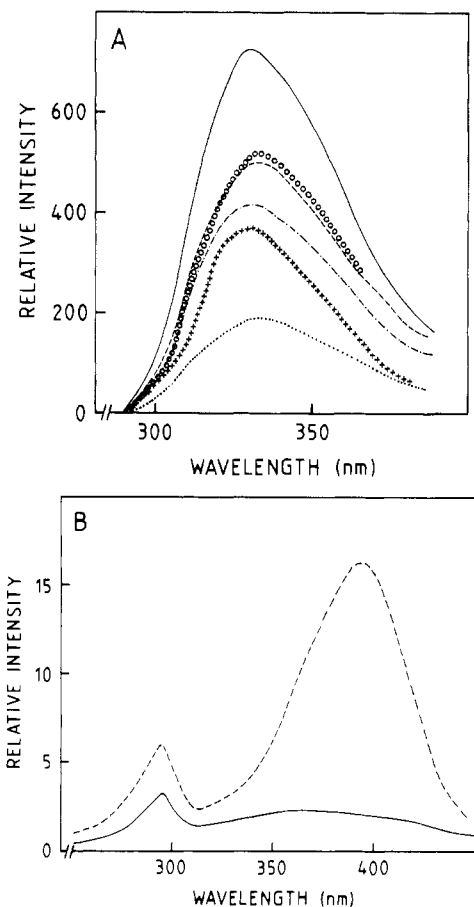 A
RELATIVE INTENSITY
600
400
200
0
300
350
WAVELENGTH (nm)
B
RELATIVE INTENSITY
15
10
5
0
300
350
400
WAVELENGTH (nm)